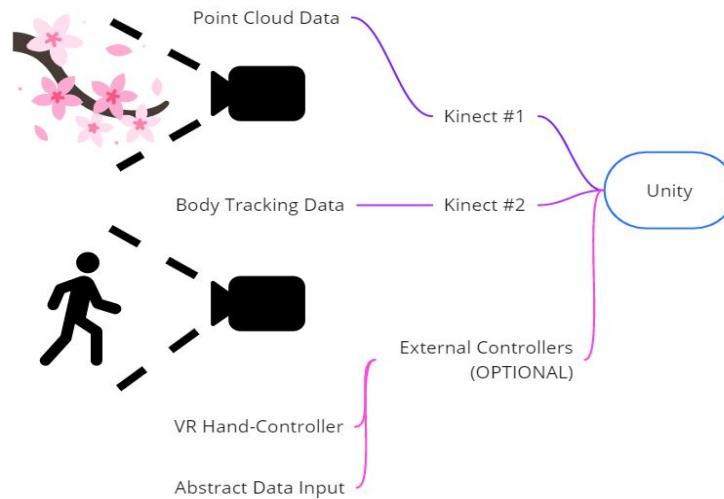 Point Cloud Data
Kinect #1
Unity
Body Tracking Data
Kinect #2
External Controllers
(OPTIONAL)
VR Hand-Controller
Abstract Data Input